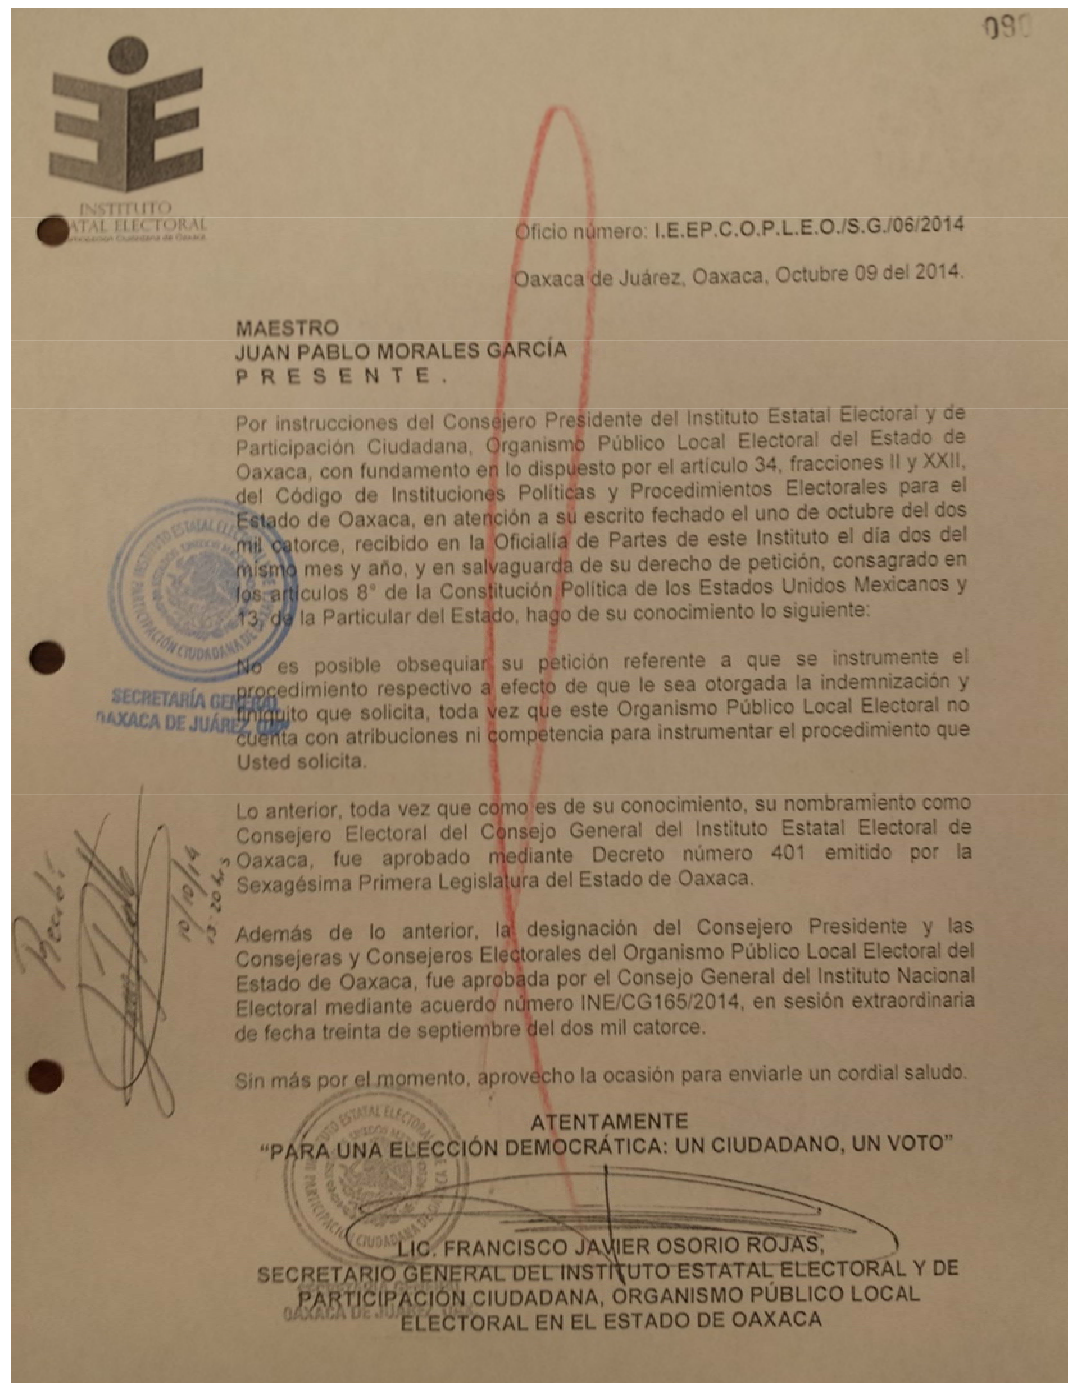 090
INSTITUTO
ATAL ELECTORAL
Participación Ciudadana de Oaxaca
Oficio número: I.E.EP.C.O.P.L.E.O./S.G./06/2014
Oaxaca de Juárez, Oaxaca, Octubre 09 del 2014.
MAESTRO
JUAN PABLO MORALES GARCÍA
P R E S E N T E .
Por instrucciones del Consejero Presidente del Instituto Estatal Electoral y de
Participación Ciudadana, Organismo Público Local Electoral del Estado de
Oaxaca, con fundamento en lo dispuesto por el artículo 34, fracciones II y XXII,
del Código de Instituciones Políticas y Procedimientos Electorales para el
Estado de Oaxaca, en atención a su escrito fechado el uno de octubre del dos
mil catorce, recibido en la Oficialía de Partes de este Instituto el día dos del
mismo mes y año, y en salvaguarda de su derecho de petición, consagrado en
los artículos 8° de la Constitución Política de los Estados Unidos Mexicanos y
13, de la Particular del Estado, hago de su conocimiento lo siguiente:
No es posible obsequiar su petición referente a que se instrumente el
procedimiento respectivo a efecto de que le sea otorgada la indemnización y
finiquito que solicita, toda vez que este Organismo Público Local Electoral no
cuenta con atribuciones ni competencia para instrumentar el procedimiento que
Usted solicita.
SECRETARÍA GENERAL
OAXACA DE JUÁREZ
Lo anterior, toda vez que como es de su conocimiento, su nombramiento como
Consejero Electoral del Consejo General del Instituto Estatal Electoral de
Oaxaca, fue aprobado mediante Decreto número 401 emitido por la
Sexagésima Primera Legislatura del Estado de Oaxaca.
Recibí
10/10/14
13:20 hrs
Además de lo anterior, la designación del Consejero Presidente y las
Consejeras y Consejeros Electorales del Organismo Público Local Electoral del
Estado de Oaxaca, fue aprobada por el Consejo General del Instituto Nacional
Electoral mediante acuerdo número INE/CG165/2014, en sesión extraordinaria
de fecha treinta de septiembre del dos mil catorce.
Sin más por el momento, aprovecho la ocasión para enviarle un cordial saludo.
ATENTAMENTE
“PARA UNA ELECCIÓN DEMOCRÁTICA: UN CIUDADANO, UN VOTO”
LIC. FRANCISCO JAVIER OSORIO ROJAS,
SECRETARIO GENERAL DEL INSTITUTO ESTATAL ELECTORAL Y DE
PARTICIPACIÓN CIUDADANA, ORGANISMO PÚBLICO LOCAL
ELECTORAL EN EL ESTADO DE OAXACA